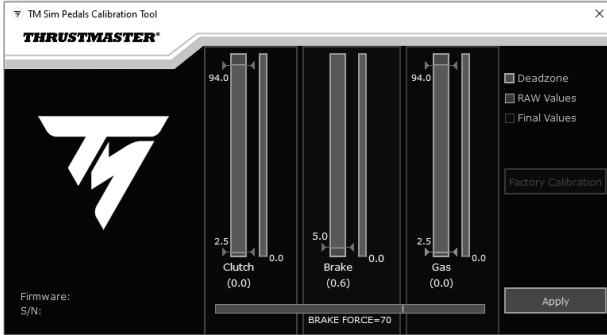 TM Sim Pedals Calibration Tool
THRUSTMASTER®
94.0
94.0
Deadzone
RAW Values
Final Values
Factory Calibration
2.5
0.0
5.0
0.0
2.5
0.0
Clutch
Brake
Gas
(0.0)
(0.6)
(0.0)
Firmware:
S/N:
BRAKE FORCE=70
Apply